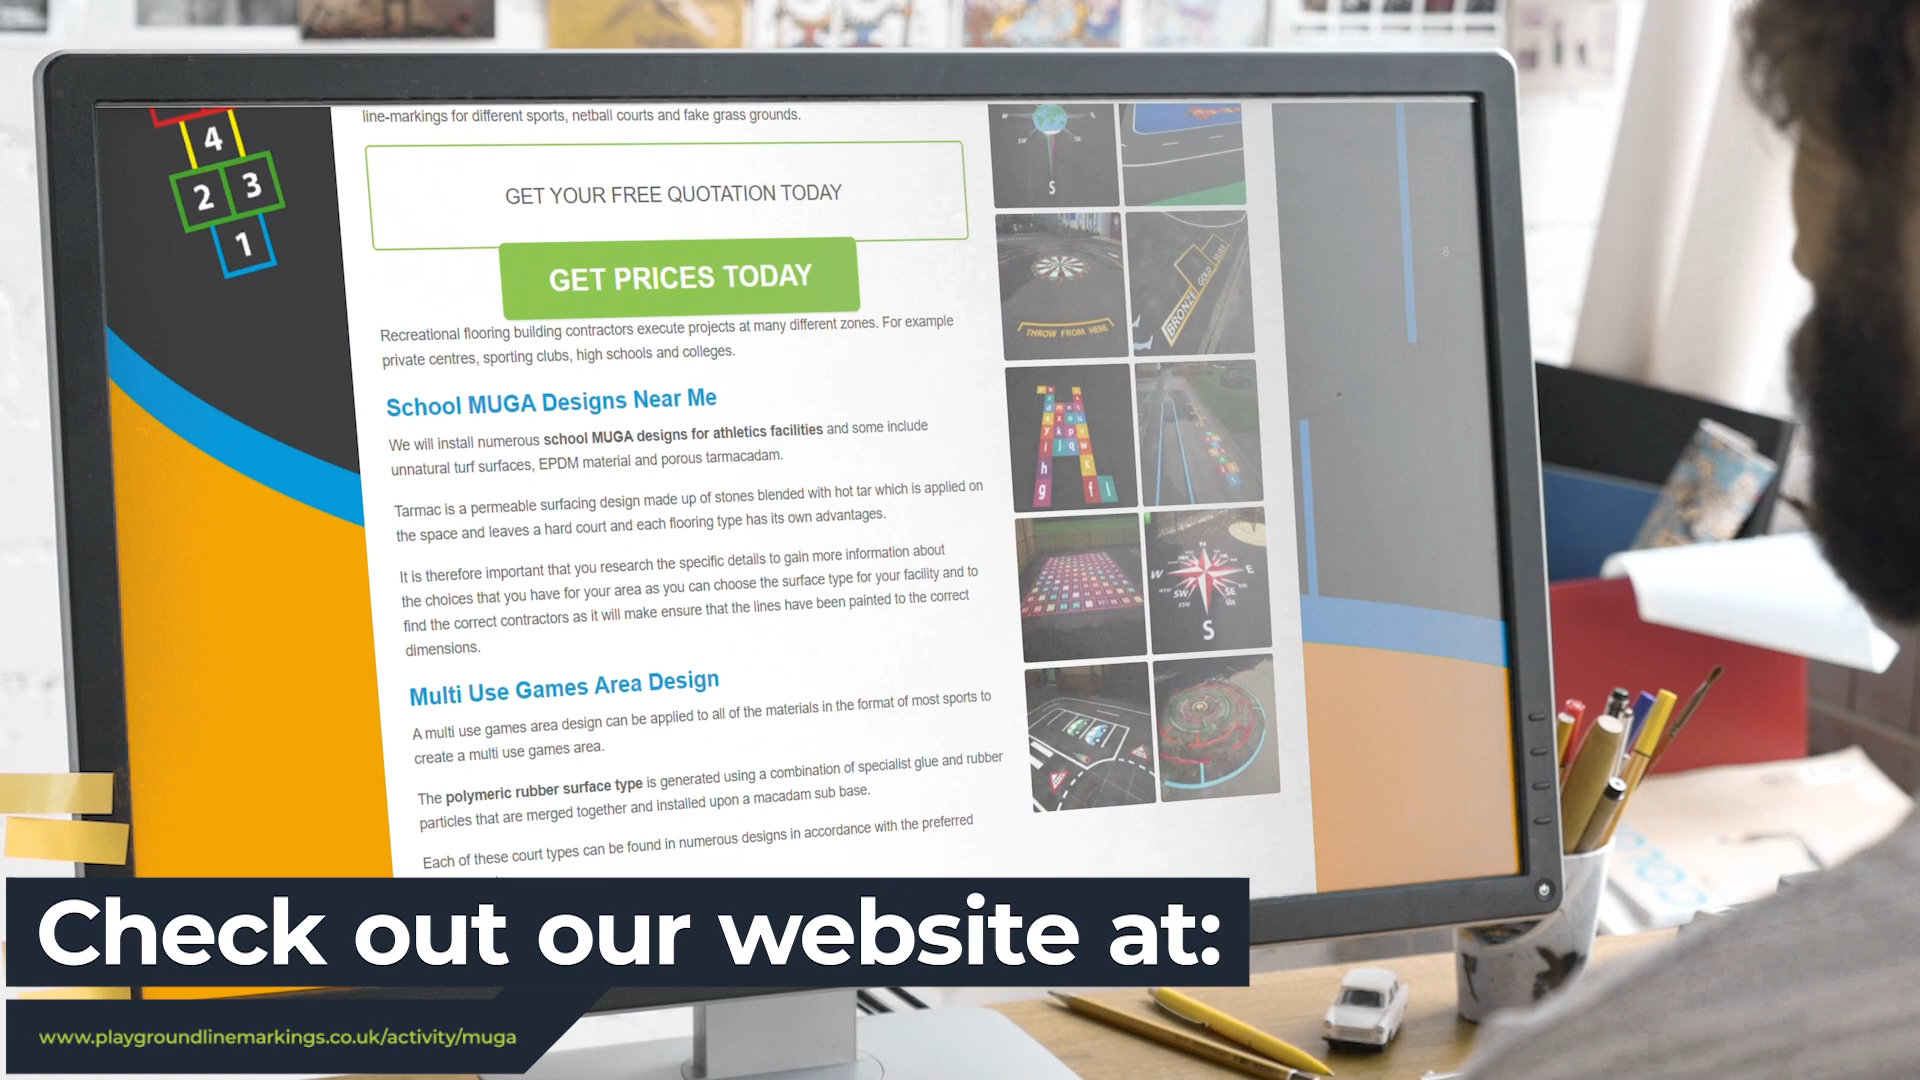 line-markings for different sports, netball courts and fake grass grounds.
4
2 3
1
GET YOUR FREE QUOTATION TODAY
GET PRICES TODAY
Recreational flooring building contractors execute projects at many different zones. For example
private centres, sporting clubs, high schools and colleges.
School MUGA Designs Near Me
We will install numerous school MUGA designs for athletics facilities and some include
unnatural turf surfaces, EPDM material and porous tarmacadam.
Tarmac is a permeable surfacing design made up of stones blended with hot tar which is applied on
the space and leaves a hard court and each flooring type has its own advantages.
It is therefore important that you research the specific details to gain more information about
the choices that you have for your area as you can choose the surface type for your facility and to
find the correct contractors as it will make ensure that the lines have been painted to the correct
dimensions.
Multi Use Games Area Design
A multi use games area design can be applied to all of the materials in the format of most sports to
create a multi use games area.
The polymeric rubber surface type is generated using a combination of specialist glue and rubber
particles that are merged together and installed upon a macadam sub base.
Each of these court types can be found in numerous designs in accordance with the preferred
S
THROW FROM HERE
BRONZE GOLD
h
g f l
W E
SW SE
S
Check out our website at:
www.playgroundlinemarkings.co.uk/activity/muga